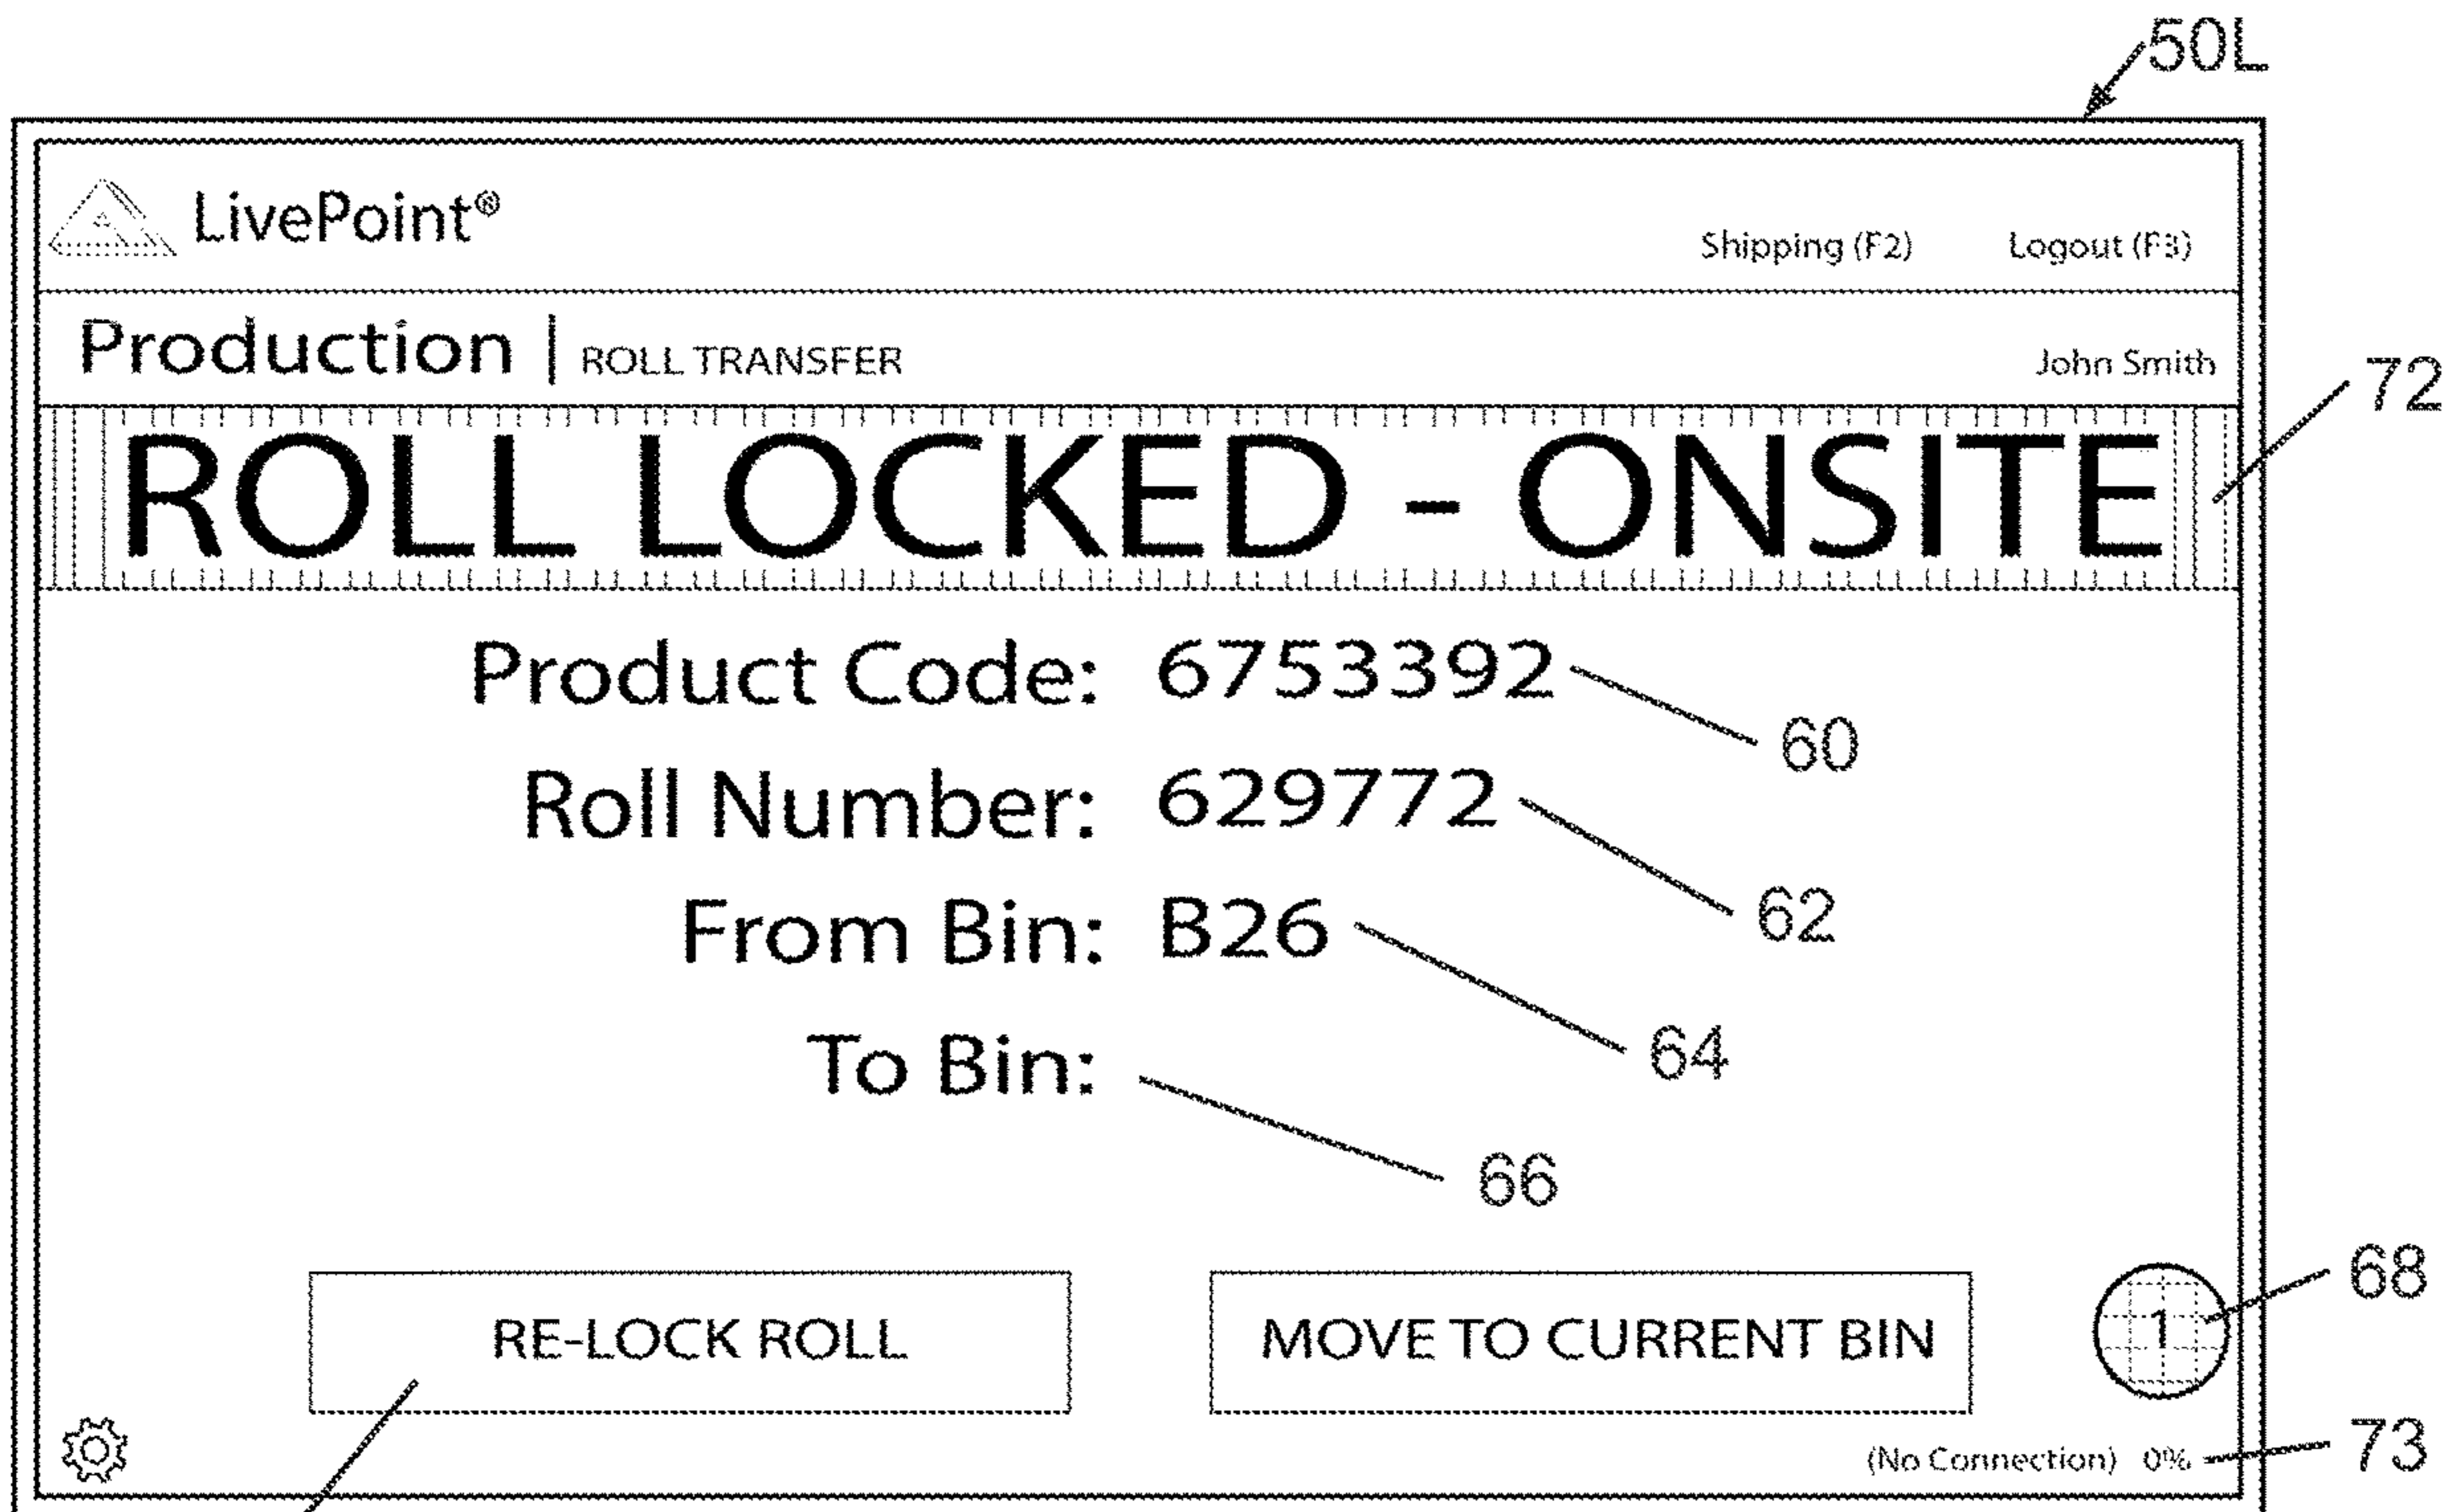 50L
LivePoint®
Shipping (F2) Logout (F3)
Production | ROLL TRANSFER John Smith
72
ROLL LOCKED - ONSITE
Product Code: 6753392
60
Roll Number: 629772
62
From Bin: B26
64
To Bin:
66
68
RE-LOCK ROLL MOVE TO CURRENT BIN 1
(No Connection) 0% 73